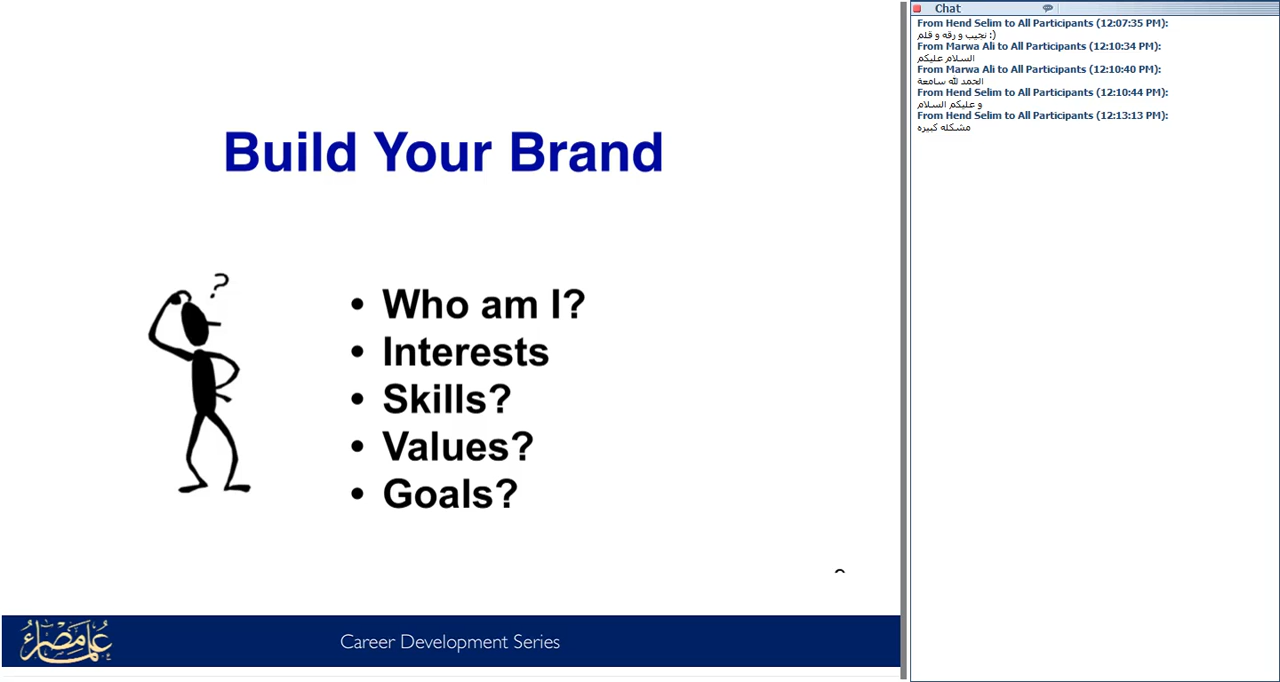 Build Your Brand
?
• Who am I?
• Interests
• Skills?
• Values?
• Goals?
علماء مصر
Career Development Series
Chat
From Hend Selim to All Participants (12:07:35 PM):
نجيب و رقه و قلم :)
From Marwa Ali to All Participants (12:10:34 PM):
السلام عليكم
From Marwa Ali to All Participants (12:10:40 PM):
الحمد لله سامعة
From Hend Selim to All Participants (12:10:44 PM):
و عليكم السلام
From Hend Selim to All Participants (12:13:13 PM):
مشكله كبيره